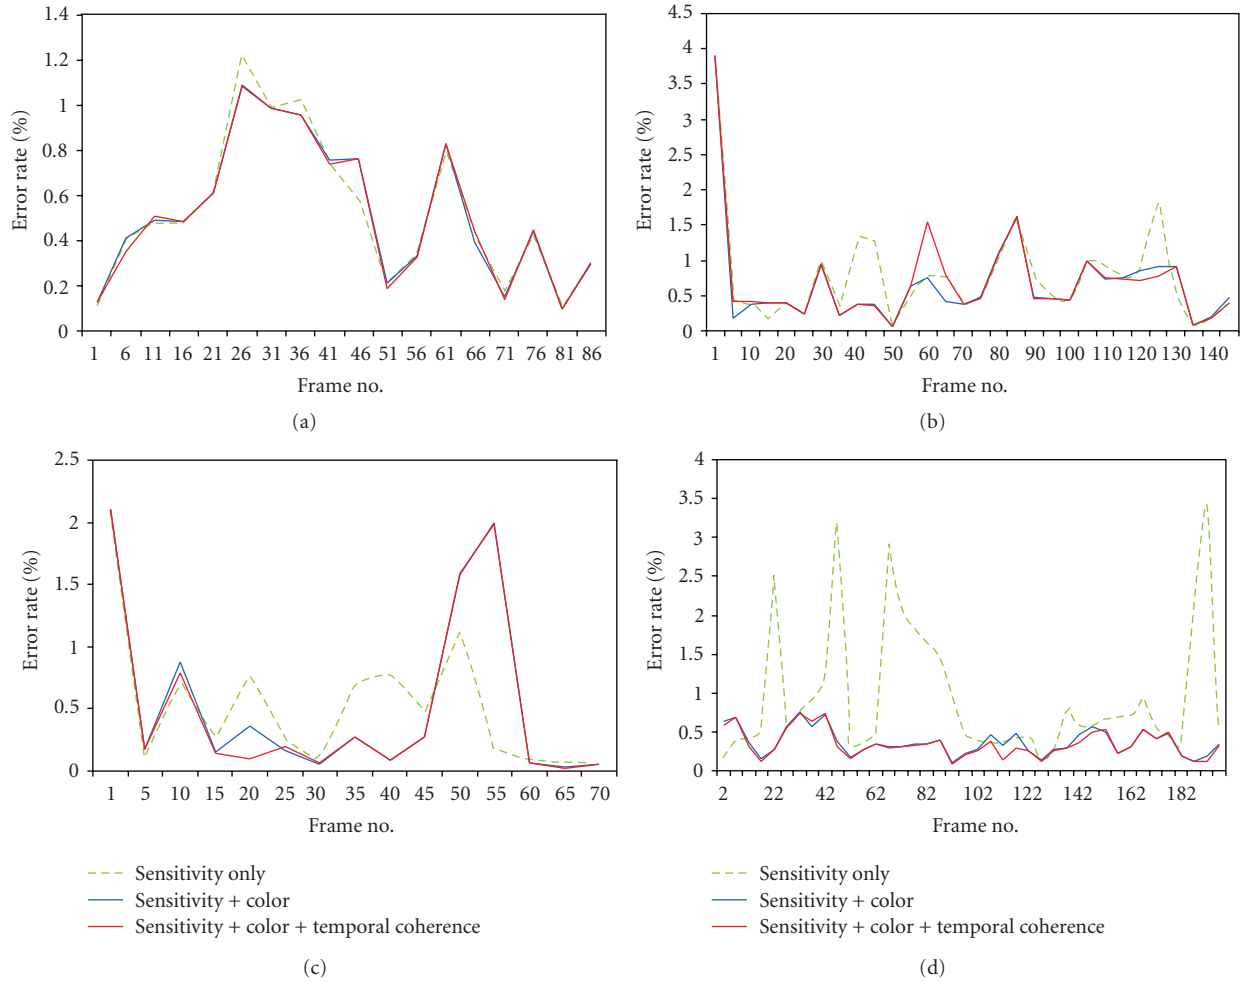 1.4
1.2
1
0.8
0.6
0.4
0.2
0
Error rate (%)
1 6 11 16 21 26 31 36 41 46 51 56 61 66 71 76 81 86
Frame no.
(a)
4.5
4
3.5
3
2.5
2
1.5
1
0.5
0
Error rate (%)
1 10 20 30 40 50 60 70 80 90 100 110 120 130 140
Frame no.
(b)
2.5
2
1.5
1
0.5
0
Error rate (%)
1 5 10 15 20 25 30 35 40 45 50 55 60 65 70
Frame no.
Sensitivity only
Sensitivity + color
Sensitivity + color + temporal coherence
(c)
4
3.5
3
2.5
2
1.5
1
0.5
0
Error rate (%)
2 22 42 62 82 102 122 142 162 182
Frame no.
Sensitivity only
Sensitivity + color
Sensitivity + color + temporal coherence
(d)